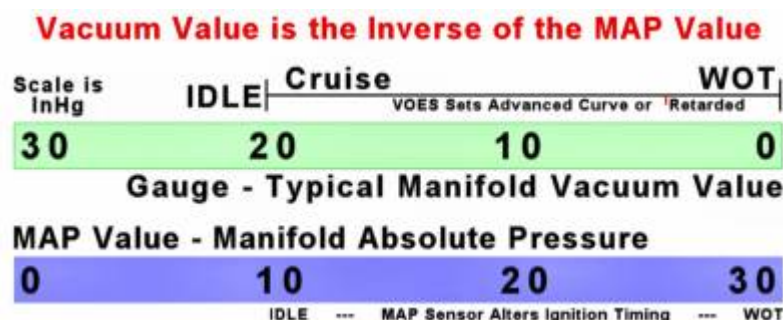 Vacuum Value is the Inverse of the MAP Value
Scale is InHg
IDLE Cruise WOT
VOES Sets Advanced Curve or Retarded
30 20 10 0
Gauge - Typical Manifold Vacuum Value
MAP Value - Manifold Absolute Pressure
0 10 20 30
IDLE --- MAP Sensor Alters Ignition Timing --- WOT